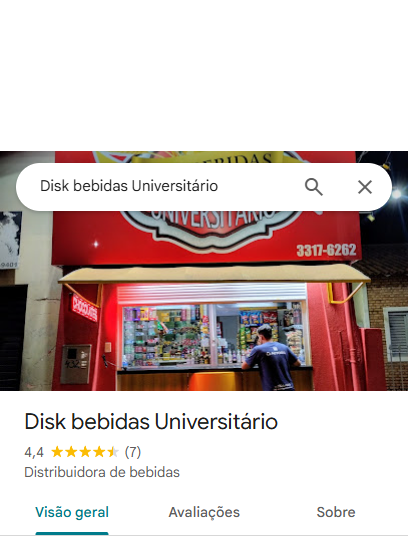 BEBIDAS
Disk bebidas Universitário
UNIVERSITÁRIO
3317-6262
Disk bebidas Universitário
4,4 (7)
Distribuidora de bebidas
Visão geral Avaliações Sobre